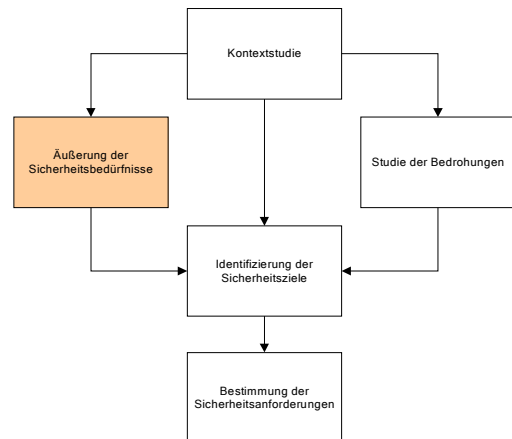 Kontextstudie
Äußerung der
Sicherheitsbedürfnisse
Studie der Bedrohungen
Identifizierung der
Sicherheitsziele
Bestimmung der
Sicherheitsanforderungen